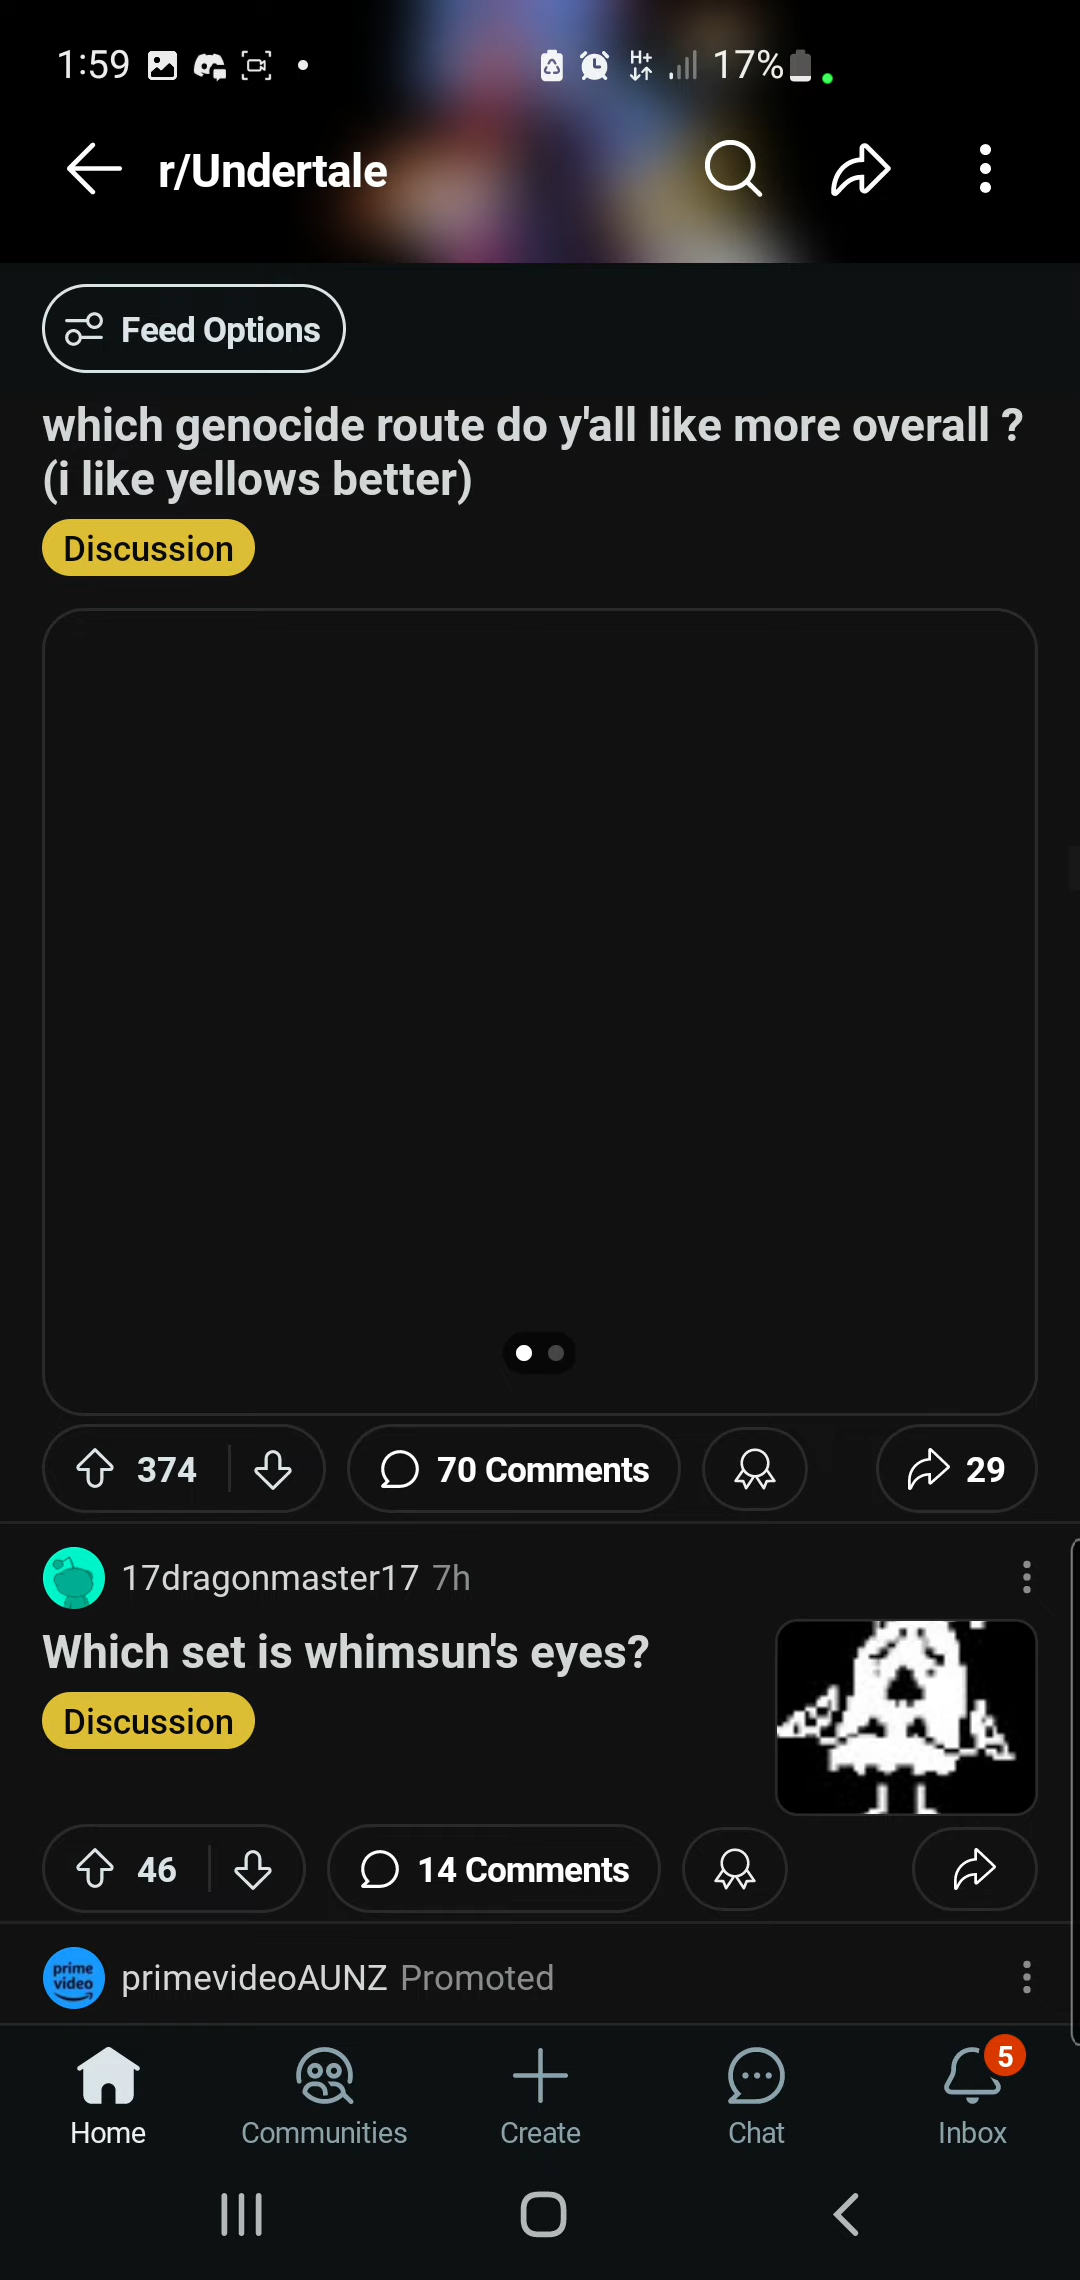 1:59
H+
17%
r/Undertale
Feed Options
which genocide route do y'all like more overall ?
(i like yellows better)
Discussion
374
70 Comments
29
17dragonmaster17 7h
Which set is whimsun's eyes?
Discussion
46
14 Comments
prime
video
primevideoAUNZ Promoted
5
Home
Communities
Create
Chat
Inbox